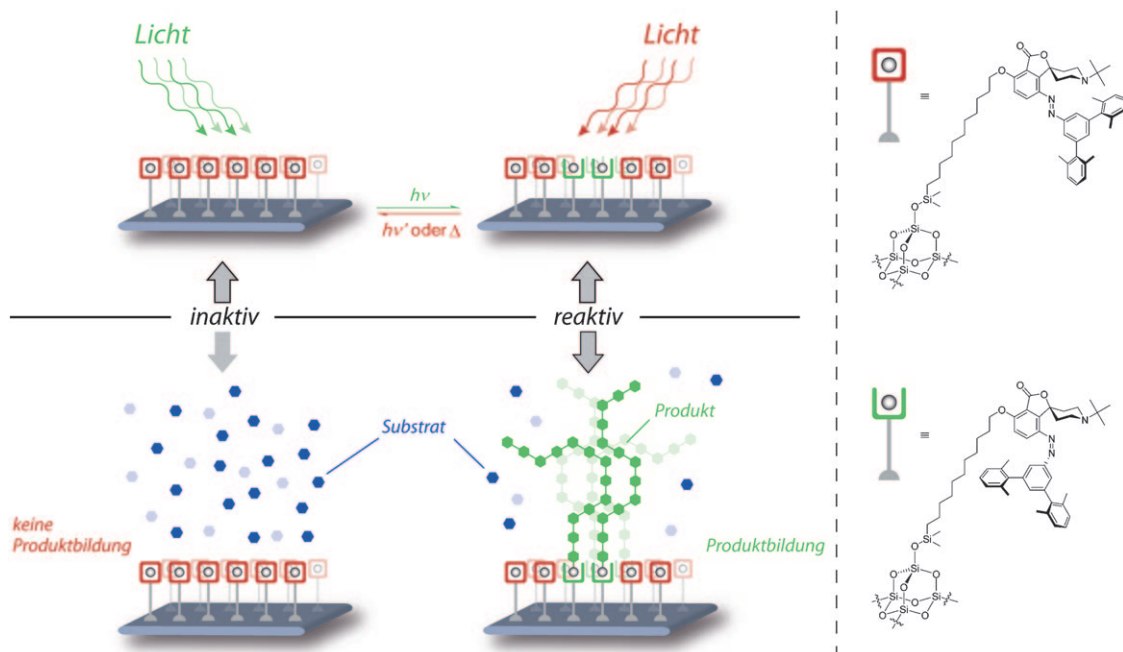 Licht
Licht
hν
hν' oder Δ
inaktiv
reaktiv
Substrat
Produkt
keine
Produktbildung
Produktbildung
≡
O
O
O
N
N
N
Si
O
Si
O
O
O
Si
O
Si
Si
O
O
≡
O
O
O
N
N
N
Si
O
Si
O
O
O
Si
O
Si
Si
O
O